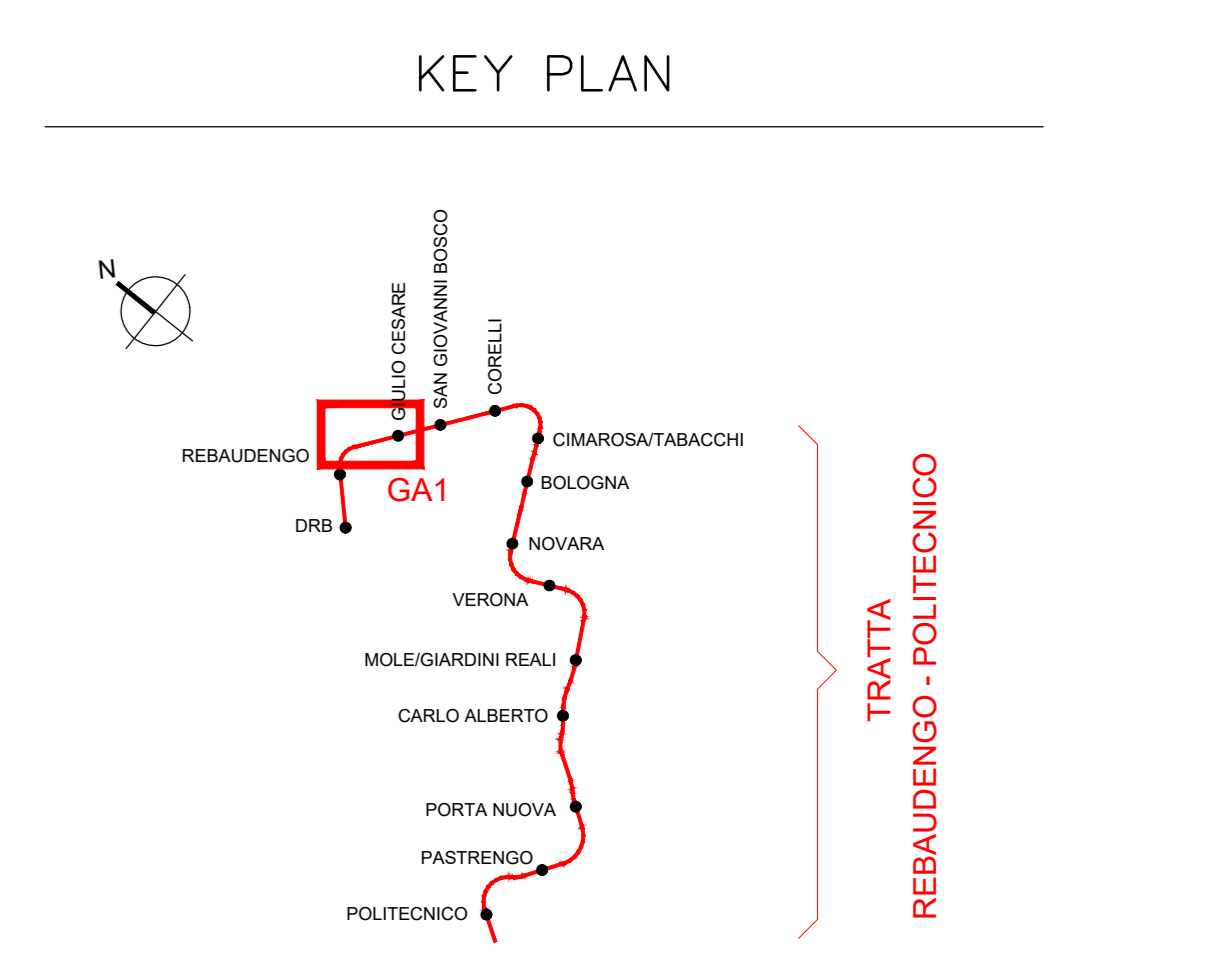 KEY PLAN
N
GIULIO CESARE
SAN GIOVANNI BOSCO
CORELLI
REBAUDENGO
GA1
DRB
CIMAROSA/TABACCHI
BOLOGNA
NOVARA
VERONA
MOLE/GIARDINI REALI
CARLO ALBERTO
PORTA NUOVA
PASTRENGO
POLITECNICO
TRATTA
REBAUDENGO - POLITECNICO